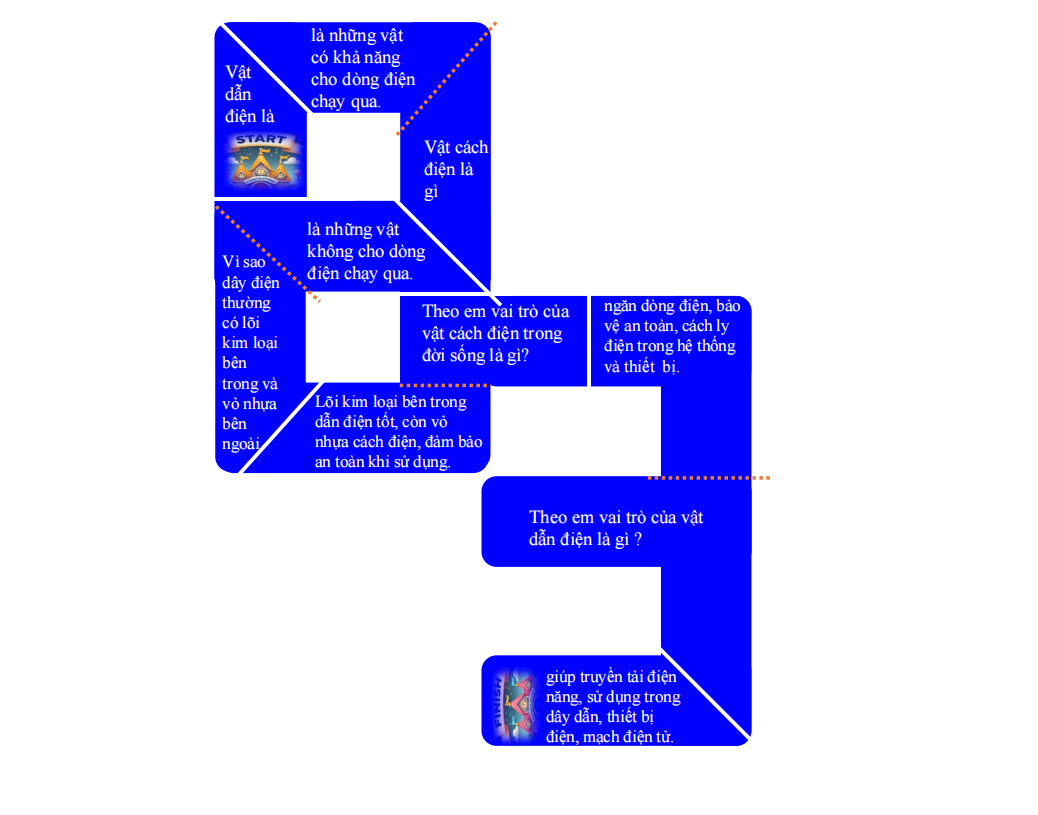 Vật
dẫn
điện là
START
là những vật
có khả năng
cho dòng điện
chạy qua.
Vật cách
điện là
gì
là những vật
không cho dòng
điện chạy qua.
Vì sao
dây điện
thường
có lõi
kim loại
bên
trong và
vỏ nhựa
bên
ngoài
Lõi kim loại bên trong
dẫn điện tốt, còn vỏ
nhựa cách điện, đảm bảo
an toàn khi sử dụng.
Theo em vai trò của
vật cách điện trong
đời sống là gì?
ngăn dòng điện, bảo
vệ an toàn, cách ly
điện trong hệ thống
và thiết bị.
Theo em vai trò của vật
dẫn điện là gì ?
giúp truyền tải điện
năng, sử dụng trong
dây dẫn, thiết bị
điện, mạch điện tử.
FINISH